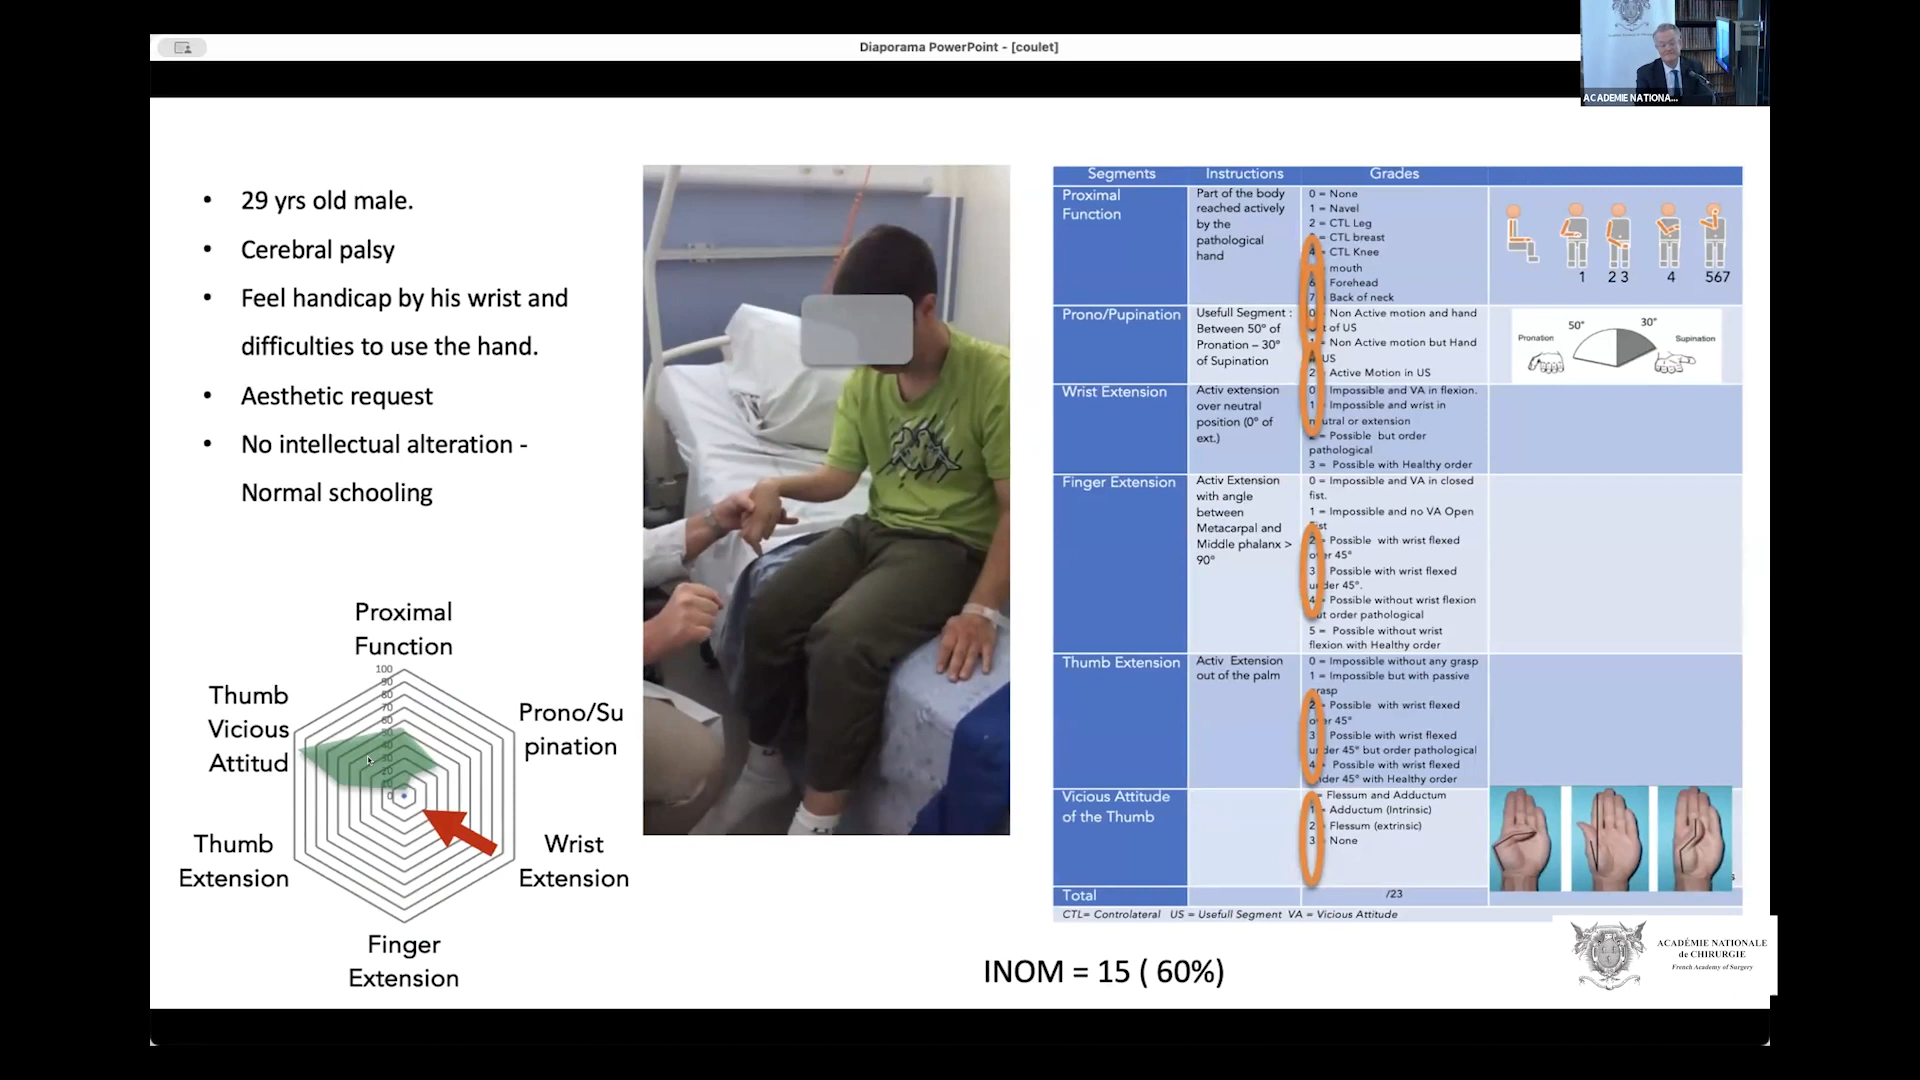 Diaporama PowerPoint - [coulet]
ACADEMIE NATIONA...
• 29 yrs old male.
• Cerebral palsy
• Feel handicap by his wrist and
difficulties to use the hand.
• Aesthetic request
• No intellectual alteration -
Normal schooling
Proximal
Function
100
90
80
70
60
Thumb
Vicious
Attitud
Prono/Su
pination
Thumb
Extension
Wrist
Extension
Finger
Extension
Segments Instructions Grades
Proximal
Function
Part of the body
reached actively
by the
pathological
hand
0 = None
1 = Navel
2 = CTL Leg
= CTL breast
4 = CTL Knee
mouth
6 Forehead
7 Back of neck
1 2 3 4 567
Prono/Pupination
Usefull Segment :
Between 50° of
Pronation – 30°
of Supination
0 Non Active motion and hand
of US
Non Active motion but Hand
US
2 Active Motion in US
50° 30°
Pronation Supination
Wrist Extension
Activ extension
over neutral
position (0° of
ext.)
0 Impossible and VA in flexion.
1 Impossible and wrist in
neutral or extension
= Possible but order
pathological
3 = Possible with Healthy order
Finger Extension
Activ Extension
with angle
between
Metacarpal and
Middle phalanx >
90°
0 = Impossible and VA in closed
fist.
1 = Impossible and no VA Open
Fist
2 = Possible with wrist flexed
over 45°
3 Possible with wrist flexed
under 45°.
4 Possible without wrist flexion
but order pathological
5 = Possible without wrist
flexion with Healthy order
Thumb Extension
Activ Extension
out of the palm
0 = Impossible without any grasp
1 = Impossible but with passive
grasp
2 Possible with wrist flexed
over 45°
3 Possible with wrist flexed
under 45° but order pathological
4 Possible with wrist flexed
under 45° with Healthy order
Vicious Attitude
of the Thumb
= Flessum and Adductum
1 Adductum (Intrinsic)
2 Flessum (extrinsic)
3 None
Total /23
CTL= Controlateral US = Usefull Segment VA = Vicious Attitude
INOM = 15 ( 60%)
ACADÉMIE NATIONALE
de CHIRURGIE
French Academy of Surgery